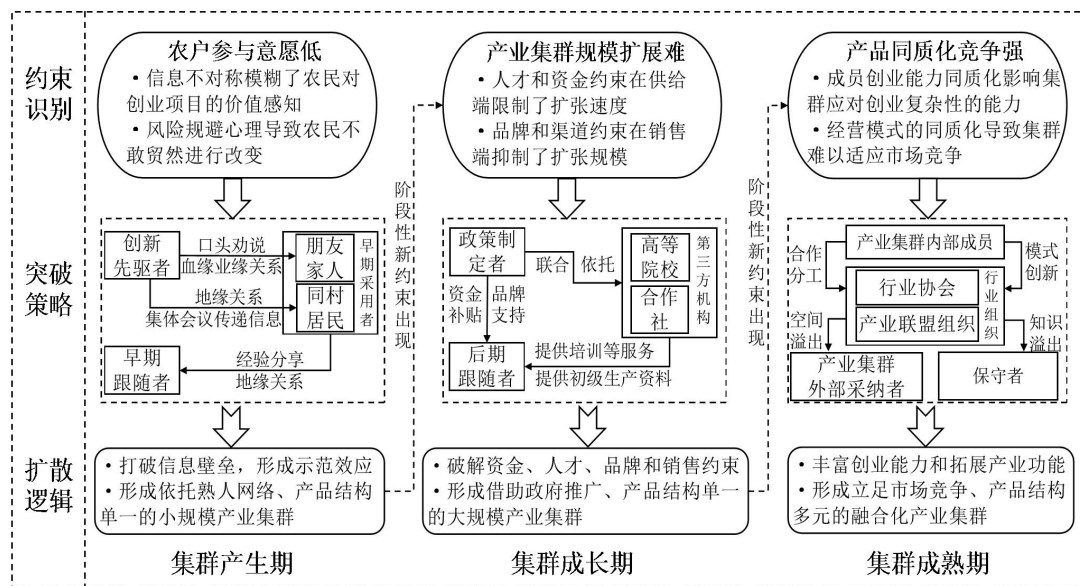 约束
识别
农户参与意愿低
·信息不对称模糊了农民对
创业项目的价值感知
·风险规避心理导致农民不
敢贸然进行改变
产业集群规模扩展难
·人才和资金约束在供给
端限制了扩张速度
·品牌和渠道约束在销售
端抑制了扩张规模
产品同质化竞争强
·成员创业能力同质化影响集
群应对创业复杂性的能力
·经营模式的同质化导致集群
难以适应市场竞争
突破
策略
创新
先驱者
口头劝说
血缘业缘关系
朋友
家人
早期采用者
地缘关系
集体会议传递信息
同村
居民
早期
跟随者
经验分享
地缘关系
阶段性新约束出现
政策制
定者
联合
依托
高等
院校
合作
社
第三方机构
资金
补贴
品牌
支持
后期
跟随者
提供培训等服务
提供初级生产资料
阶段性新约束出现
产业集群内部成员
合作
分工
模式
创新
行业协会
产业联盟组织
行业组织
空间
溢出
知识
溢出
产业集群
外部采纳者
保守者
扩散
逻辑
·打破信息壁垒，形成示范效应
·形成依托熟人网络、产品结构
单一的小规模产业集群
·破解资金、人才、品牌和销售约束
·形成借助政府推广、产品结构单一
的大规模产业集群
·丰富创业能力和拓展产业功能
·形成立足市场竞争、产品结构
多元的融合化产业集群
集群产生期
集群成长期
集群成熟期